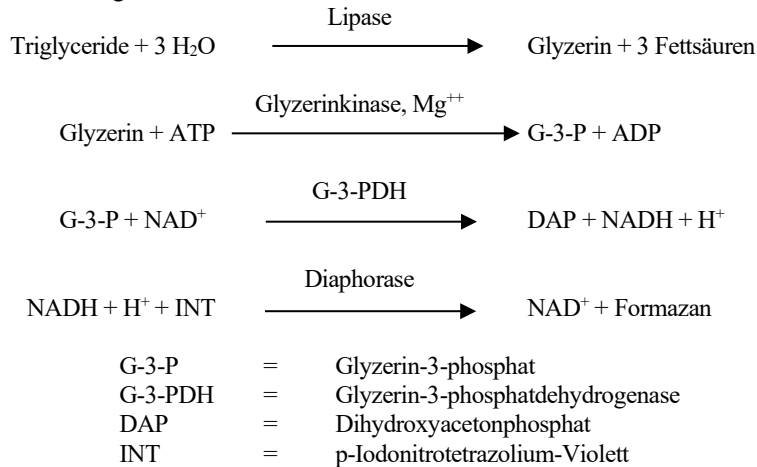 Lipase
Triglyceride + 3 H₂O Glyzerin + 3 Fettsäuren
Glyzerinkinase, Mg⁺⁺
Glyzerin + ATP G-3-P + ADP
G-3-PDH
G-3-P + NAD⁺ DAP + NADH + H⁺
Diaphorase
NADH + H⁺ + INT NAD⁺ + Formazan
G-3-P = Glyzerin-3-phosphat
G-3-PDH = Glyzerin-3-phosphatdehydrogenase
DAP = Dihydroxyacetonphosphat
INT = p-Iodonitrotetrazolium-Violett